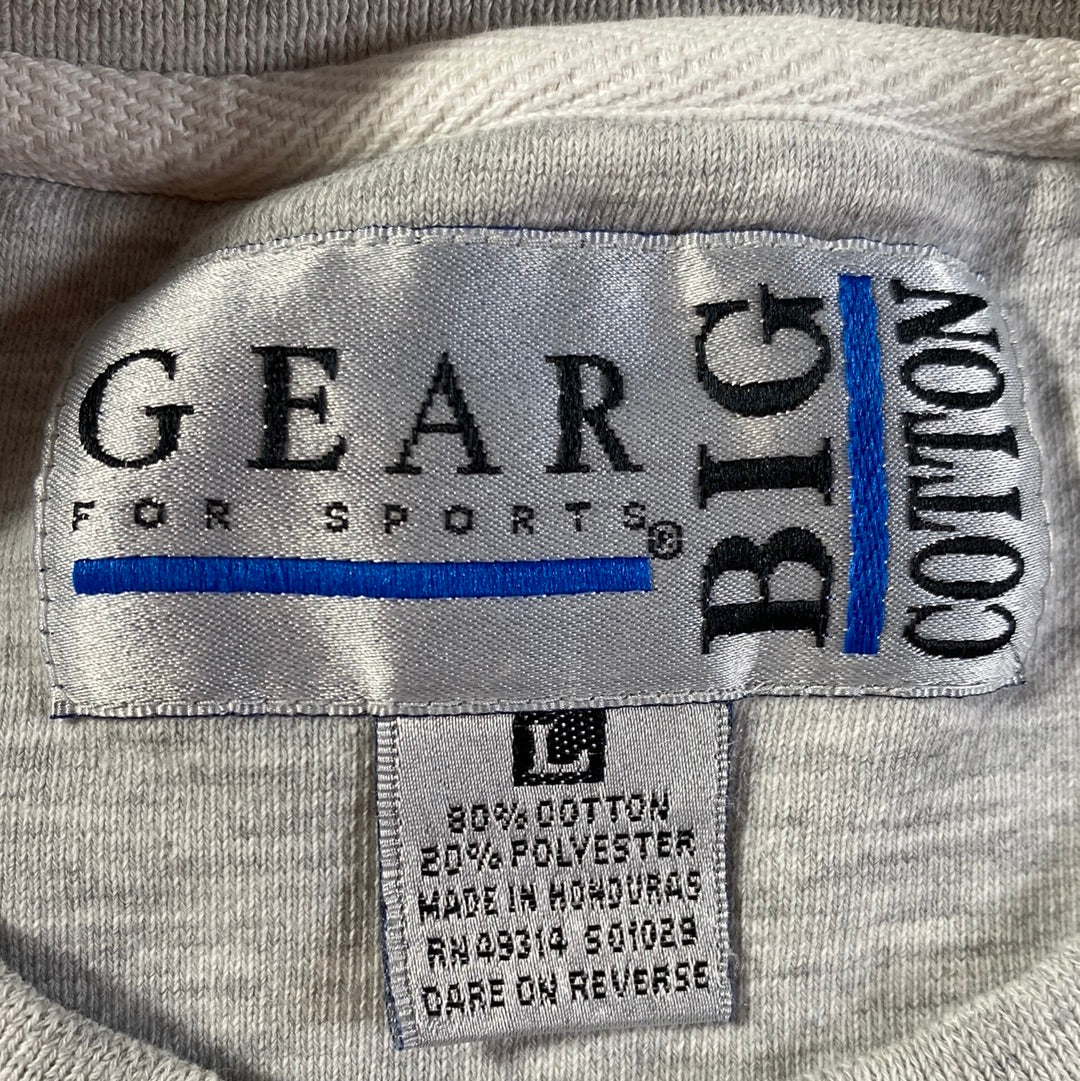 GEAR
FOR SPORTS®
BIG
COTTON
L
80% COTTON
20% POLYESTER
MADE IN HONDURAS
RN 49314 S01029
CARE ON REVERSE